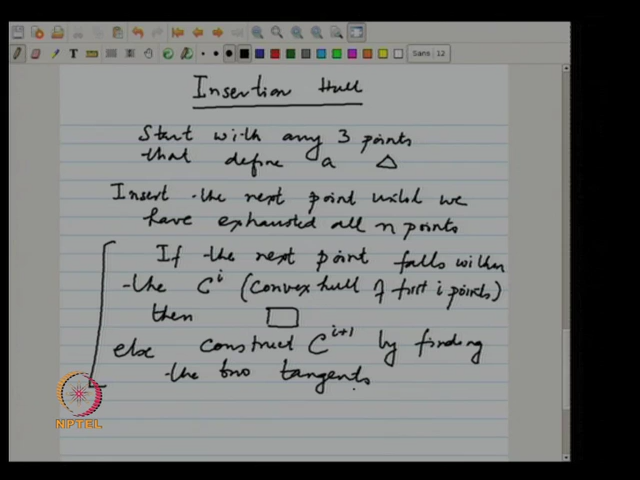 Sans 12
Insertion Hull
Start with any 3 points
that define a △
Insert the next point until we
have exhausted all n points
If the next point falls within
the Cⁱ (convex hull of first i points)
then □
else construct Cⁱ⁺¹ by finding
the two tangents
NPTEL